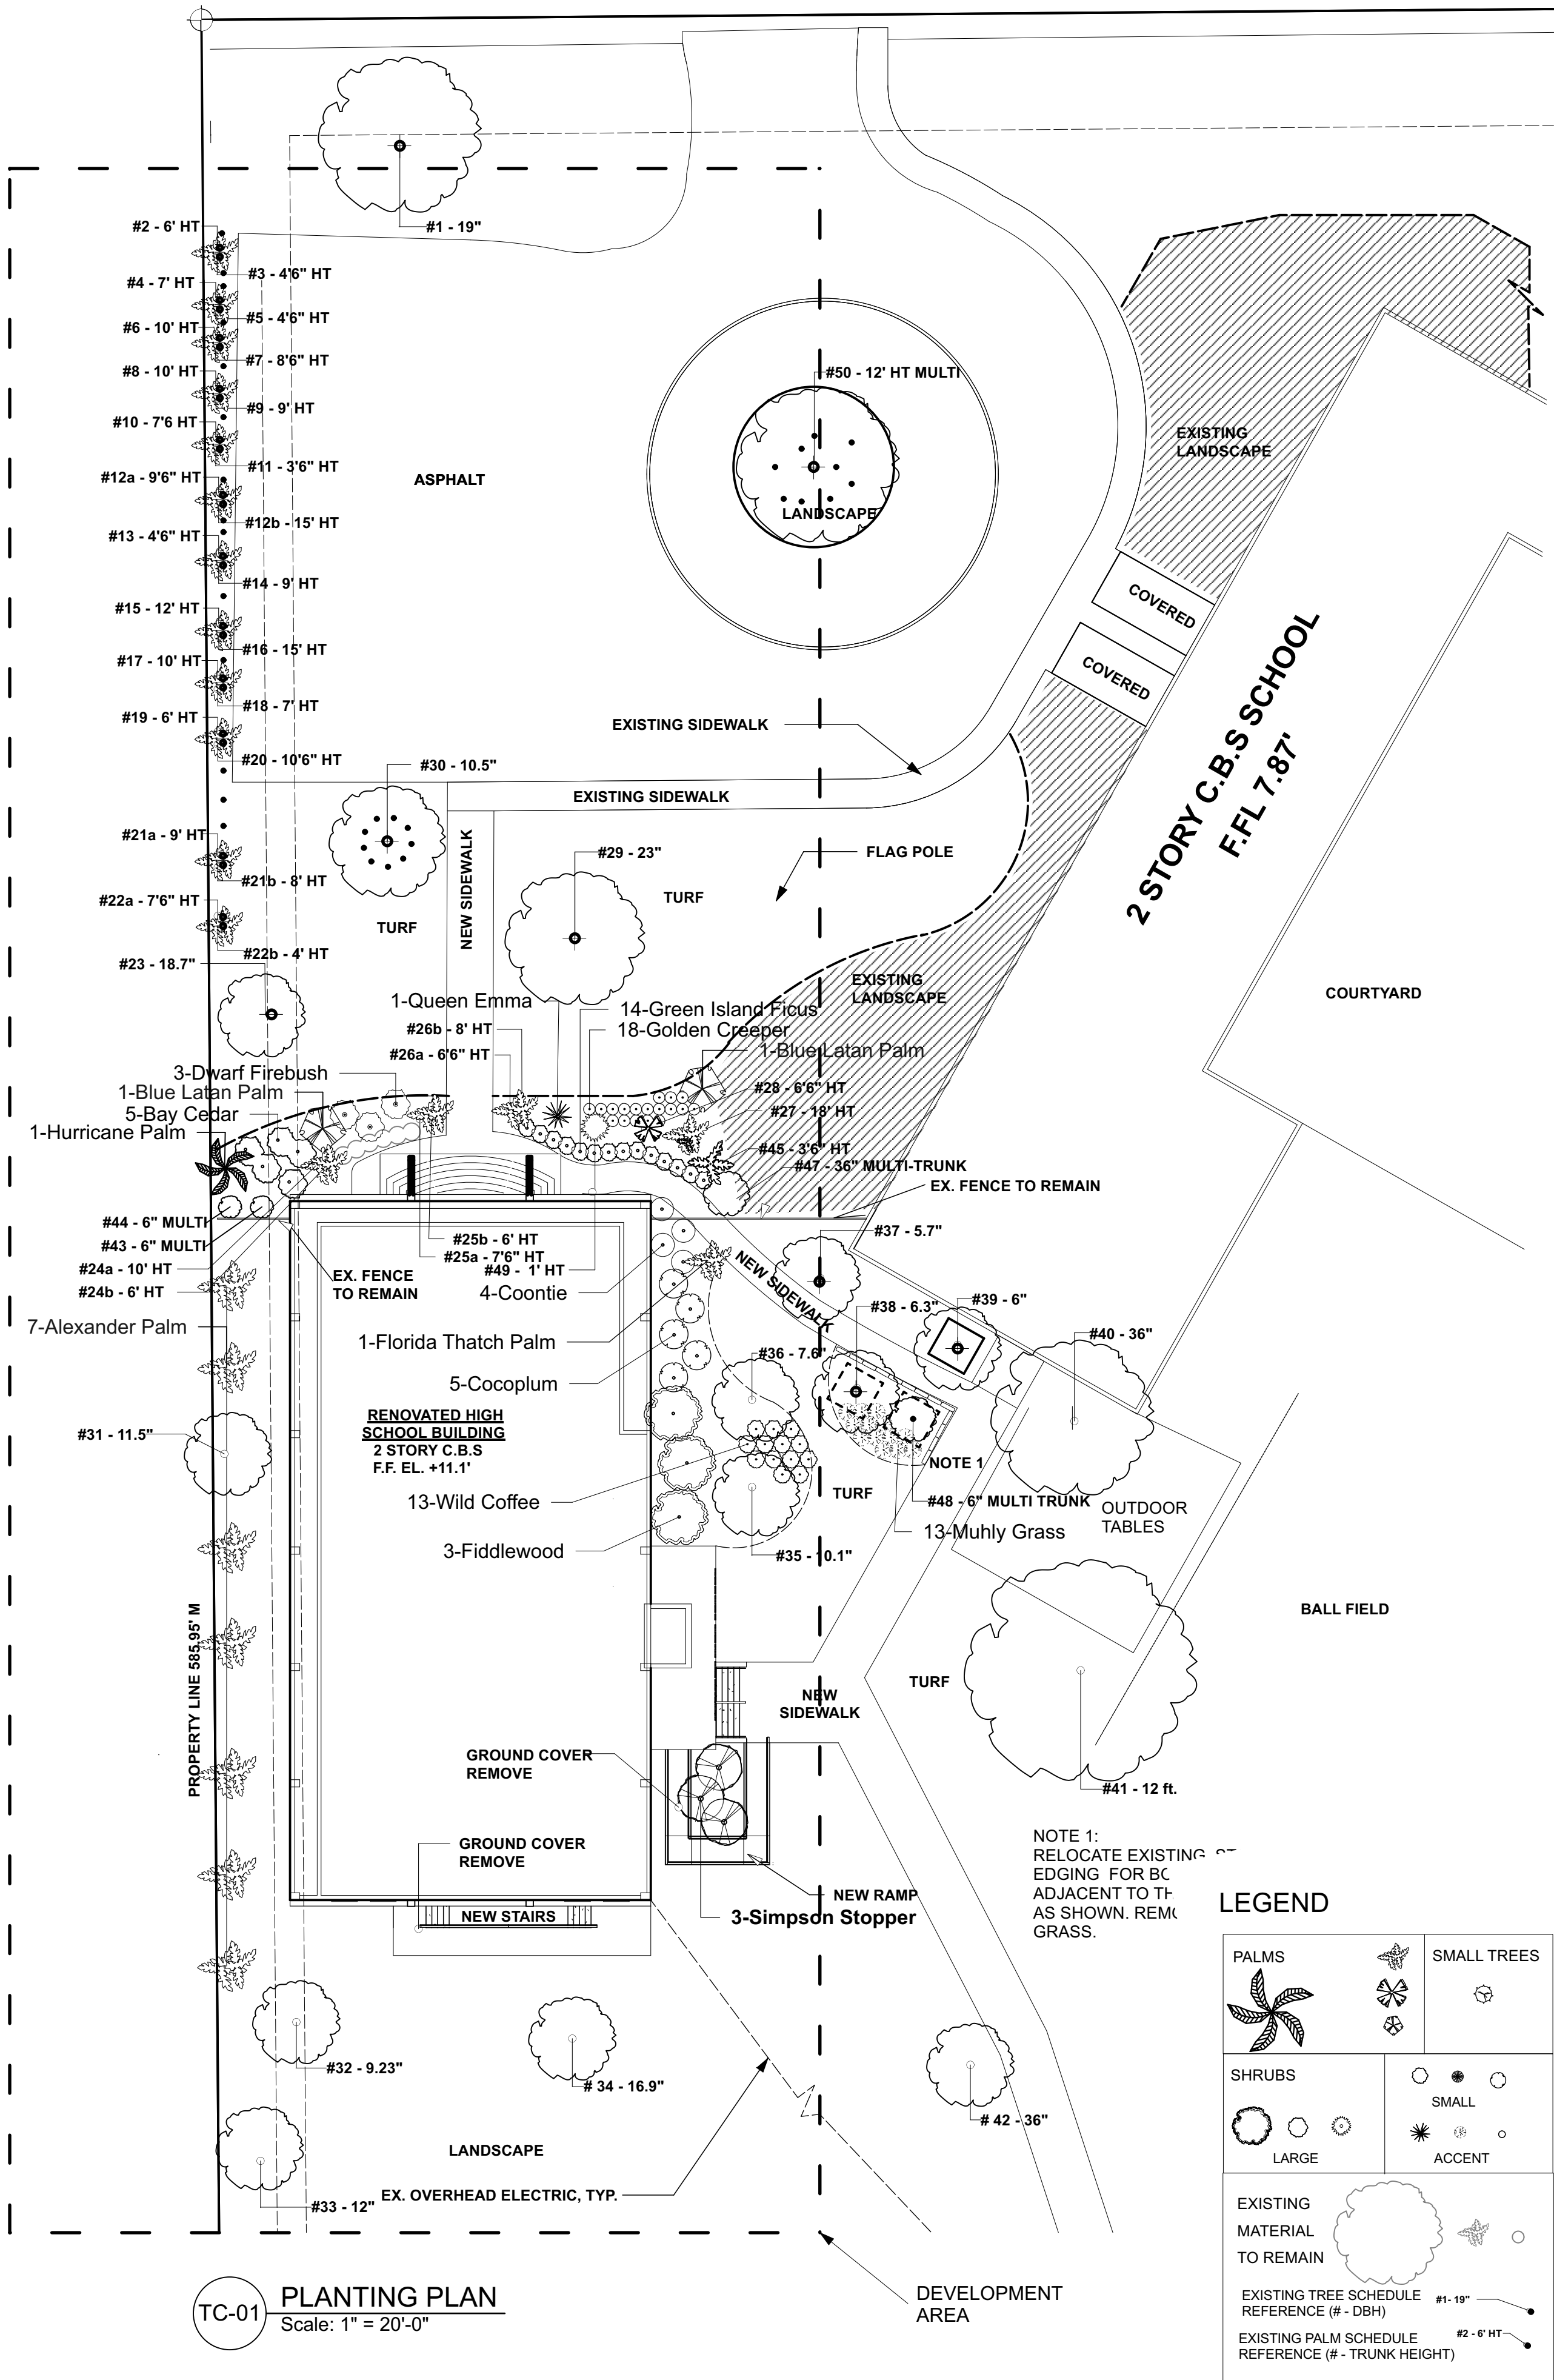 #1 - 19"
#2 - 6' HT
#3 - 4'6" HT
#4 - 7' HT
#5 - 4'6" HT
#6 - 10' HT
#7 - 8'6" HT
#8 - 10' HT
#9 - 9' HT
#10 - 7'6 HT
#11 - 3'6" HT
#12a - 9'6" HT
#12b - 15' HT
#13 - 4'6" HT
#14 - 9' HT
#15 - 12' HT
#16 - 15' HT
#17 - 10' HT
#18 - 7' HT
#19 - 6' HT
#20 - 10'6" HT
#21a - 9' HT
#21b - 8' HT
#22a - 7'6" HT
#22b - 4' HT
#23 - 18.7"
ASPHALT
#50 - 12' HT MULTI
LANDSCAPE
EXISTING
LANDSCAPE
COVERED
COVERED
2 STORY C.B.S SCHOOL
F.FL 7.87'
EXISTING SIDEWALK
EXISTING SIDEWALK
#30 - 10.5"
NEW SIDEWALK
#29 - 23"
FLAG POLE
TURF
TURF
EXISTING
LANDSCAPE
COURTYARD
1-Queen Emma
14-Green Island Ficus
18-Golden Creeper
#26b - 8' HT
#26a - 6'6" HT
1-Blue Latan Palm
3-Dwarf Firebush
1-Blue Latan Palm
5-Bay Cedar
1-Hurricane Palm
#28 - 6'6" HT
#27 - 18' HT
#45 - 3'6" HT
#47 - 36" MULTI-TRUNK
EX. FENCE TO REMAIN
#44 - 6" MULTI
#43 - 6" MULTI
#24a - 10' HT
#24b - 6' HT
#25b - 6' HT
#25a - 7'6" HT
#49 - 1' HT
EX. FENCE
TO REMAIN
4-Coontie
7-Alexander Palm
1-Florida Thatch Palm
5-Cocoplum
NEW SIDEWALK
#37 - 5.7"
#38 - 6.3"
#39 - 6"
#40 - 36"
#36 - 7.6"
RENOVATED HIGH
SCHOOL BUILDING
2 STORY C.B.S
F.F. EL. +11.1'
#31 - 11.5"
13-Wild Coffee
3-Fiddlewood
NOTE 1
TURF
#48 - 6" MULTI TRUNK
13-Muhly Grass
OUTDOOR
TABLES
#35 - 10.1"
BALL FIELD
PROPERTY LINE 585.95' M
TURF
NEW
SIDEWALK
GROUND COVER
REMOVE
#41 - 12 ft.
GROUND COVER
REMOVE
NEW RAMP
3-Simpson Stopper
NEW STAIRS
NOTE 1:
RELOCATE EXISTING
EDGING FOR
ADJACENT TO
AS SHOWN.
GRASS.
#32 - 9.23"
# 34 - 16.9"
# 42 - 36"
LANDSCAPE
#33 - 12"
EX. OVERHEAD ELECTRIC, TYP.
DEVELOPMENT
AREA
TC-01
PLANTING PLAN
Scale: 1" = 20'-0"
LEGEND
PALMS
SMALL TREES
SHRUBS
SMALL
LARGE
ACCENT
EXISTING
MATERIAL
TO REMAIN
EXISTING TREE SCHEDULE
REFERENCE (# - DBH)
#1- 19"
EXISTING PALM SCHEDULE
REFERENCE (# - TRUNK HEIGHT)
#2 - 6' HT